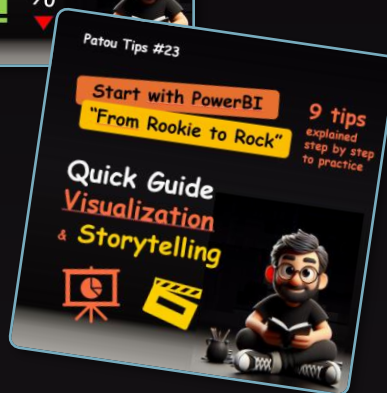 %
Patou Tips #23
Start with PowerBI
"From Rookie to Rock"
9 tips
explained
step by step
to practice
Quick Guide
Visualization
& Storytelling